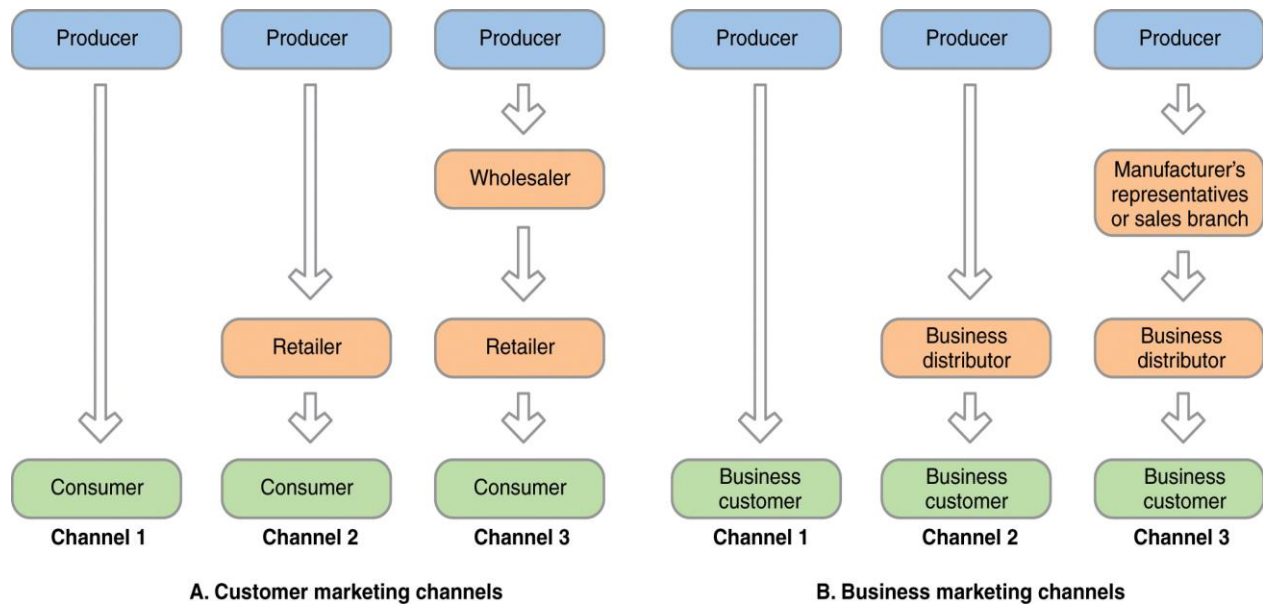 Producer
Producer
Producer
Wholesaler
Retailer
Retailer
Consumer
Consumer
Consumer
Channel 1
Channel 2
Channel 3
A. Customer marketing channels
Producer
Producer
Producer
Manufacturer’s
representatives
or sales branch
Business
distributor
Business
distributor
Business
customer
Business
customer
Business
customer
Channel 1
Channel 2
Channel 3
B. Business marketing channels